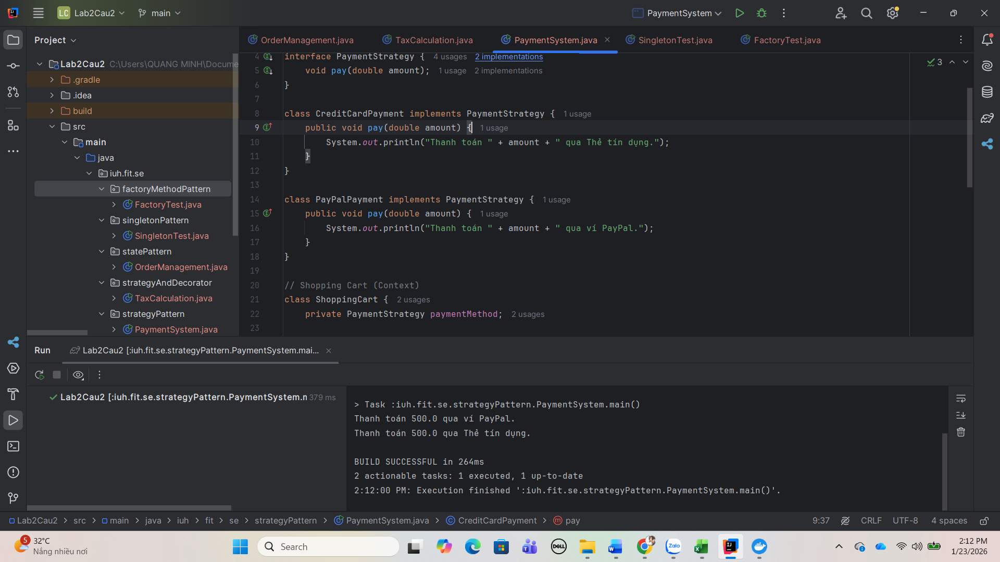 LC Lab2Cau2 main PaymentSystem
Project
OrderManagement.java TaxCalculation.java PaymentSystem.java SingletonTest.java FactoryTest.java
Lab2Cau2 C:\Users\QUANG MINH\Docume
.gradle
.idea
build
src
main
java
iuh.fit.se
factoryMethodPattern
FactoryTest.java
singletonPattern
SingletonTest.java
statePattern
OrderManagement.java
strategyAndDecorator
TaxCalculation.java
strategyPattern
PaymentSystem.java
4 interface PaymentStrategy { 4 usages 2 implementations
5 void pay(double amount); 1 usage 2 implementations
6 }
7
8 class CreditCardPayment implements PaymentStrategy { 1 usage
9 public void pay(double amount) { 1 usage
10 System.out.println("Thanh toán " + amount + " qua Thẻ tín dụng.");
11 }
12 }
13
14 class PayPalPayment implements PaymentStrategy { 1 usage
15 public void pay(double amount) { 1 usage
16 System.out.println("Thanh toán " + amount + " qua ví PayPal.");
17 }
18 }
19
20 // Shopping Cart (Context)
21 class ShoppingCart { 2 usages
22 private PaymentStrategy paymentMethod; 2 usages
23
3
Run Lab2Cau2 [:iuh.fit.se.strategyPattern.PaymentSystem.mai...
Lab2Cau2 [:iuh.fit.se.strategyPattern.PaymentSystem.n 379 ms
> Task :iuh.fit.se.strategyPattern.PaymentSystem.main()
Thanh toán 500.0 qua ví PayPal.
Thanh toán 500.0 qua Thẻ tín dụng.
BUILD SUCCESSFUL in 264ms
2 actionable tasks: 1 executed, 1 up-to-date
2:12:00 PM: Execution finished ':iuh.fit.se.strategyPattern.PaymentSystem.main()'.
Lab2Cau2 > src > main > java > iuh > fit > se > strategyPattern > PaymentSystem.java > CreditCardPayment > pay
9:37 CRLF UTF-8 4 spaces
5 32°C
Nắng nhiều nơi
Search
DELL
Zalo
2:12 PM
1/23/2026